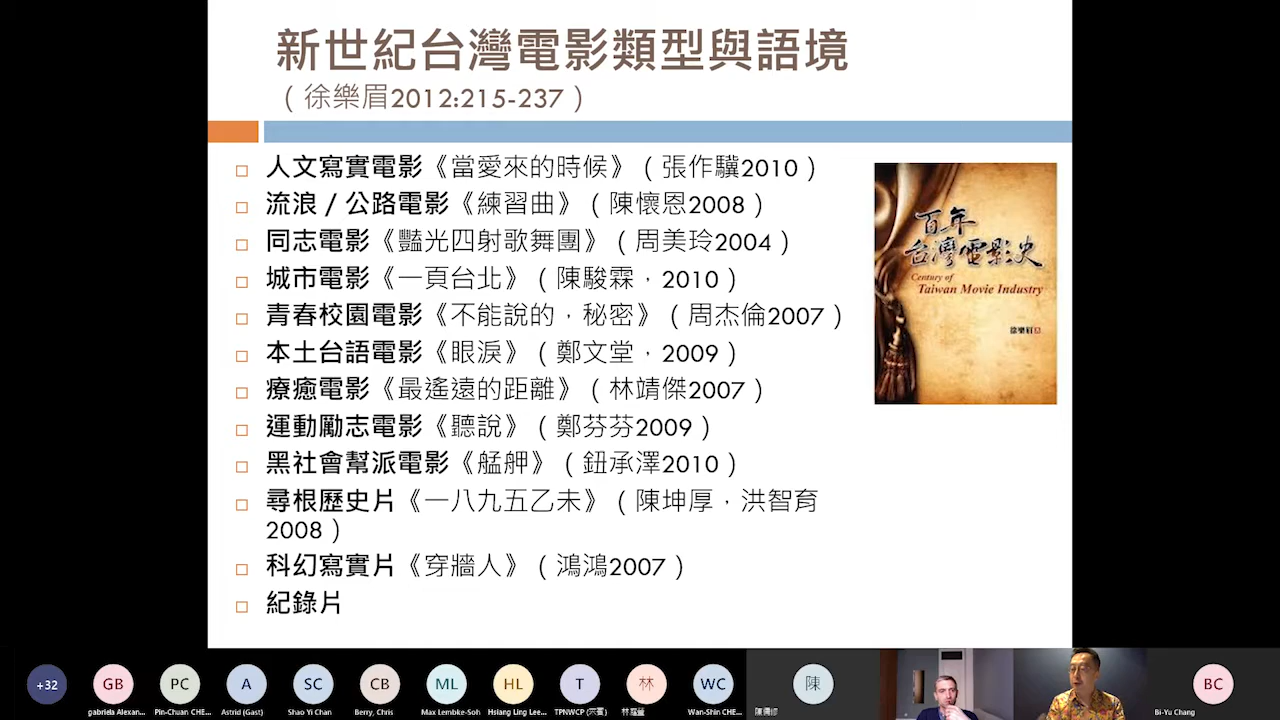 新世紀台灣電影類型與語境
（徐樂眉2012:215-237）
人文寫實電影《當愛來的時候》（張作驥2010）
流浪 / 公路電影《練習曲》（陳懷恩2008）
同志電影《豔光四射歌舞團》（周美玲2004）
城市電影《一頁台北》（陳駿霖，2010）
青春校園電影《不能說的，秘密》（周杰倫2007）
本土台語電影《眼淚》（鄭文堂，2009）
療癒電影《最遙遠的距離》（林靖傑2007）
運動勵志電影《聽說》（鄭芬芬2009）
黑社會幫派電影《艋舺》（鈕承澤2010）
尋根歷史片《一八九五乙未》（陳坤厚，洪智育
2008）
科幻寫實片《穿牆人》（鴻鴻2007）
紀錄片
百年
台灣電影史
Century of
Taiwan Movie Industry
徐樂眉
+32
GB
PC
A
SC
CB
ML
HL
T
林
WC
陳
BC
gabriela Alexan...
Pin-Chuan CHE...
Astrid (Gast)
Shao Yi Chan
Berry, Chris
Max Lembke-Soh
Hsiang Ling Lee...
TPNWCP (來賓)
Wan-Shin CHE...
Bi-Yu Chang